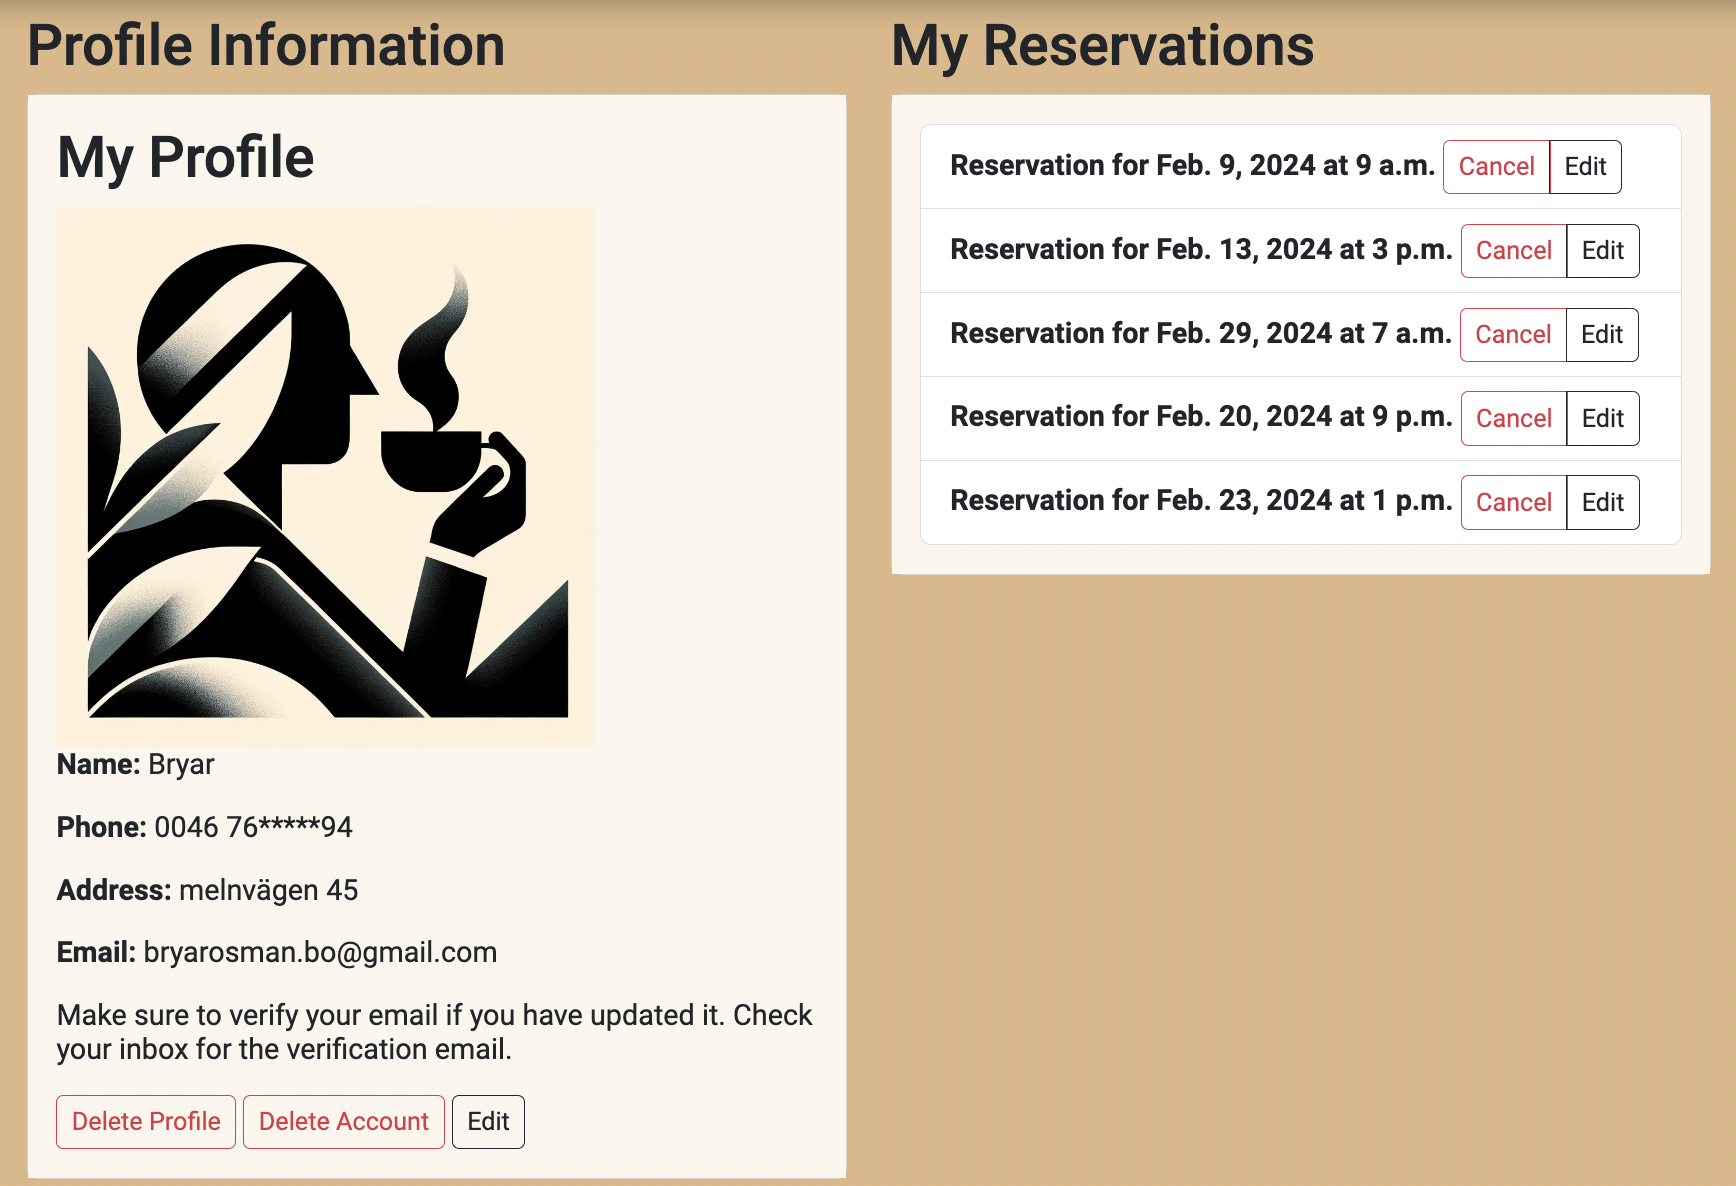 Profile Information
My Profile
Name: Bryar
Phone: 0046 76*****94
Address: melnvägen 45
Email: bryarosman.bo@gmail.com
Make sure to verify your email if you have updated it. Check
your inbox for the verification email.
Delete Profile Delete Account Edit
My Reservations
Reservation for Feb. 9, 2024 at 9 a.m. Cancel Edit
Reservation for Feb. 13, 2024 at 3 p.m. Cancel Edit
Reservation for Feb. 29, 2024 at 7 a.m. Cancel Edit
Reservation for Feb. 20, 2024 at 9 p.m. Cancel Edit
Reservation for Feb. 23, 2024 at 1 p.m. Cancel Edit